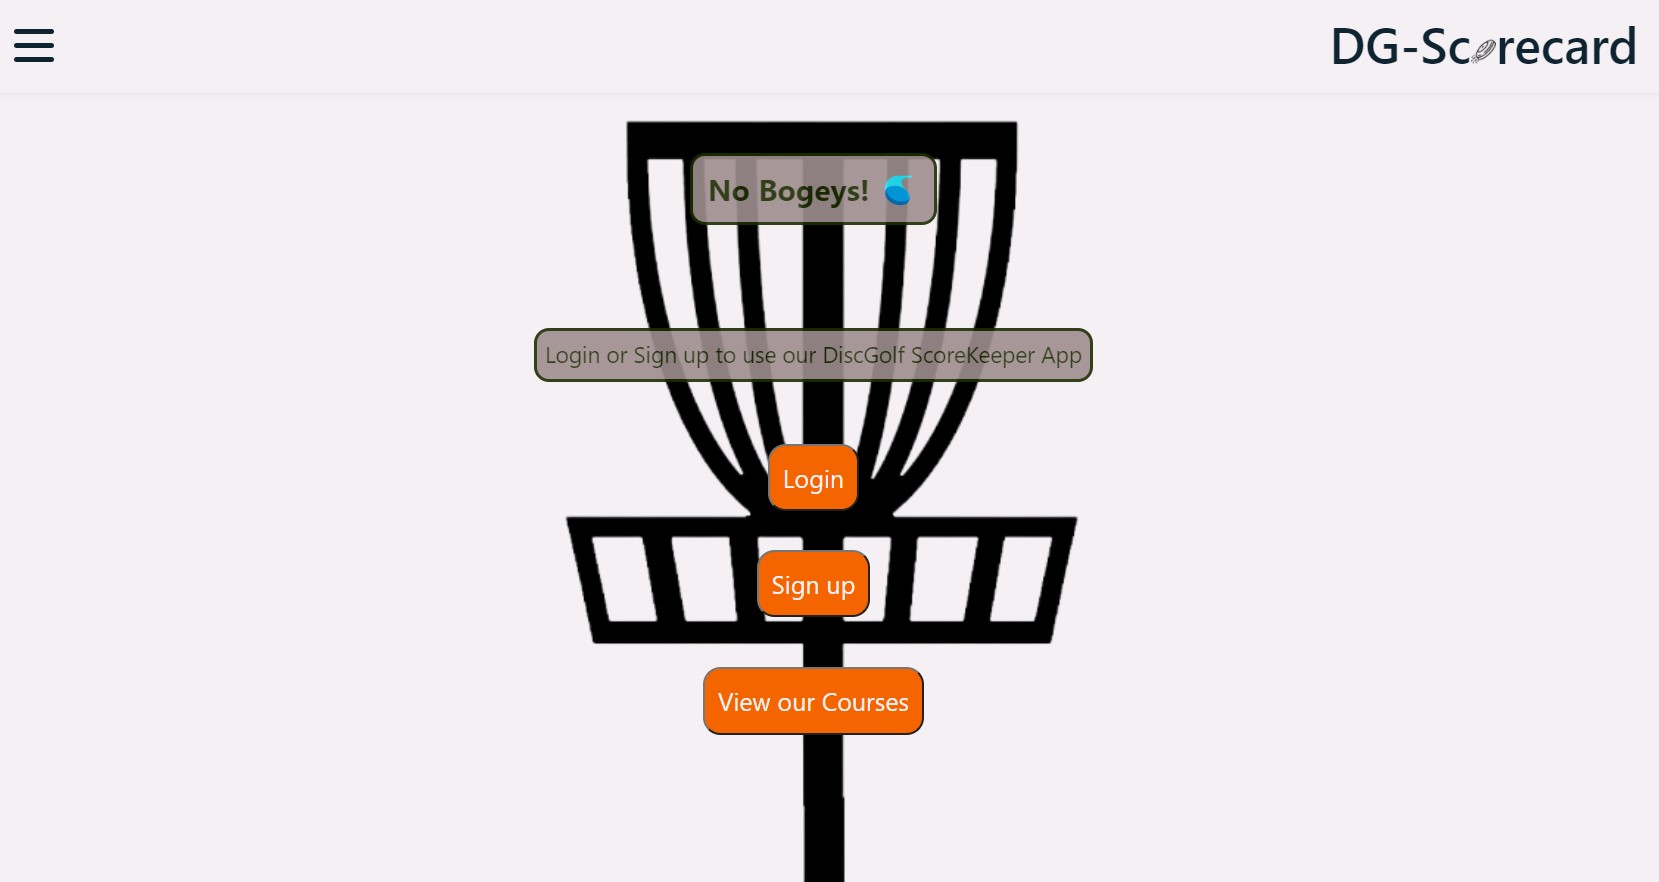 DG-Scorecard
No Bogeys!
Login or Sign up to use our DiscGolf ScoreKeeper App
Login
Sign up
View our Courses